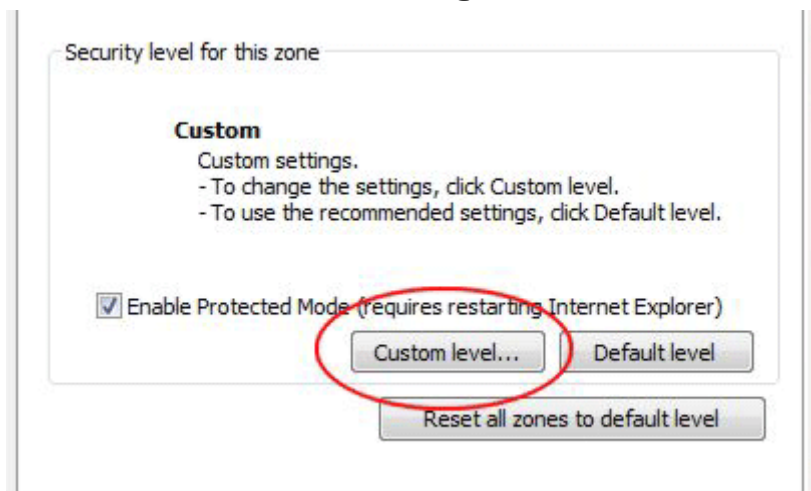 Security level for this zone
Custom
Custom settings.
- To change the settings, click Custom level.
- To use the recommended settings, click Default level.
Enable Protected Mode (requires restarting Internet Explorer)
Custom level...
Default level
Reset all zones to default level